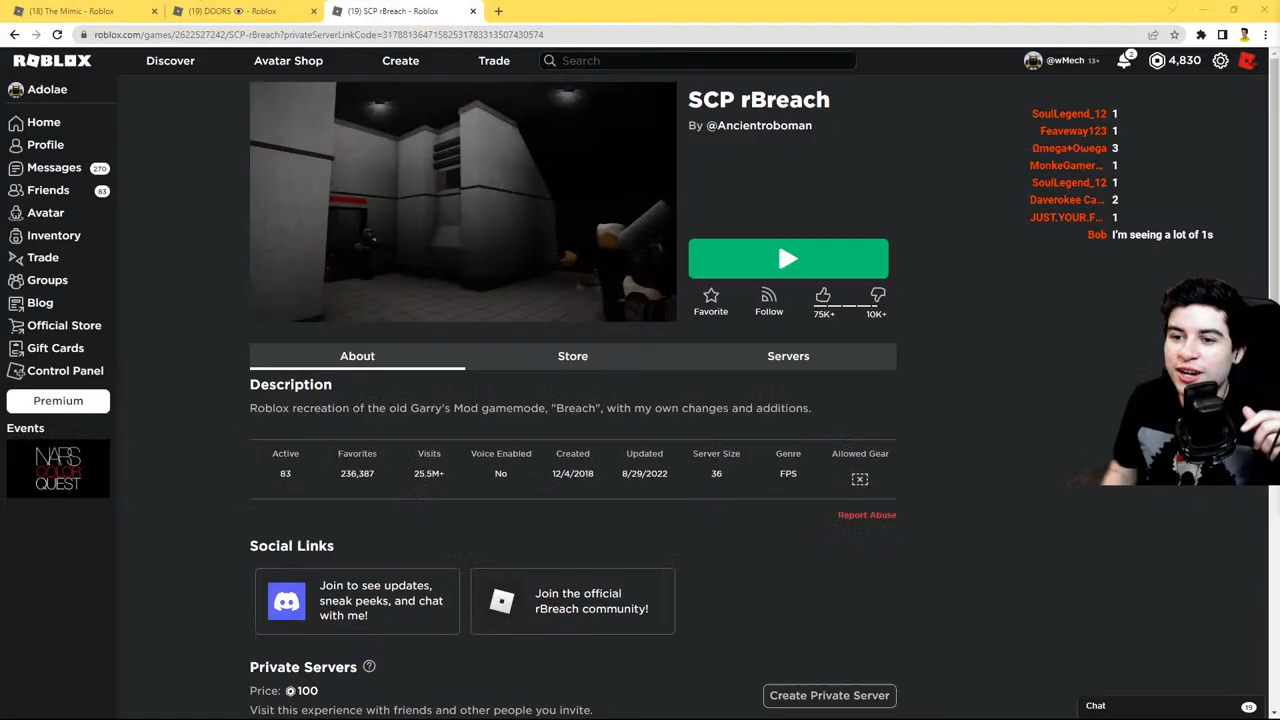 (18) The Mimic - Roblox
(19) DOORS 👁 - Roblox
(19) SCP rBreach - Roblox
roblox.com/games/2622527242/SCP-rBreach?privateServerLinkCode=31788136471582531783313507430574
ROBLOX
Discover
Avatar Shop
Create
Trade
Search
@wMech 13+
2
4,830
Adolae
Home
Profile
Messages 270
Friends 83
Avatar
Inventory
Trade
Groups
Blog
Official Store
Gift Cards
Control Panel
Premium
Events
NARS
COLOR
QUEST
SCP rBreach
By @Ancientroboman
Favorite
Follow
75K+
10K+
About
Store
Servers
Description
Roblox recreation of the old Garry's Mod gamemode, "Breach", with my own changes and additions.
Active Favorites Visits Voice Enabled Created Updated Server Size Genre Allowed Gear
83 236,387 25.5M+ No 12/4/2018 8/29/2022 36 FPS
Report Abuse
Social Links
Join to see updates,
sneak peeks, and chat
with me!
Join the official
rBreach community!
Private Servers
Price: 100
Visit this experience with friends and other people you invite.
Create Private Server
SoulLegend_12 1
Feaveway123 1
Ωmega+Oωega 3
MonkeGamer... 1
SoulLegend_12 1
Daverokee Ca... 2
JUST.YOUR.F... 1
Bob I'm seeing a lot of 1s
Chat
19